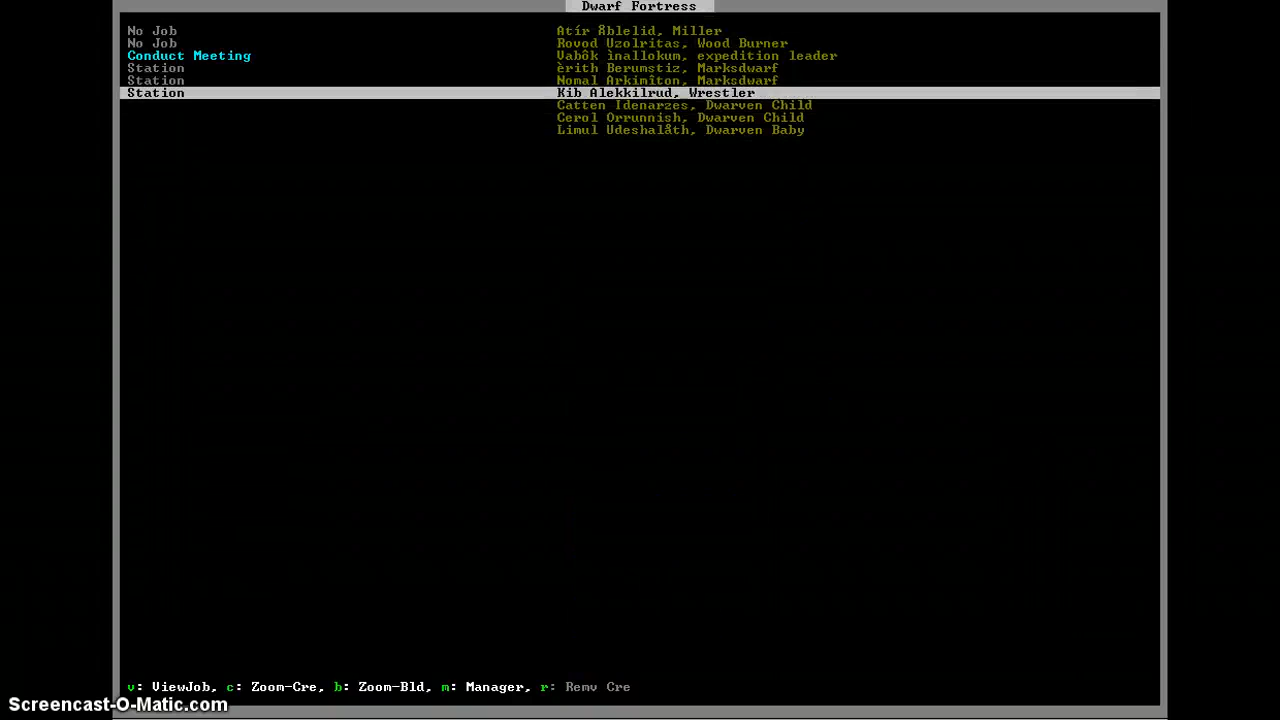 Dwarf Fortress
No Job Atír Åblelid, Miller
No Job Rovod Uzolritas, Wood Burner
Conduct Meeting Vabôk ìnallokum, expedition leader
Station èrith Berumstiz, Marksdwarf
Station Nomal Arkimîton, Marksdwarf
Station Kib Alekkilrud, Wrestler
Catten Idenarzes, Dwarven Child
Cerol Orrunnish, Dwarven Child
Limul Udeshalåth, Dwarven Baby
v: ViewJob, c: Zoom-Cre, b: Zoom-Bld, m: Manager, r: Remv Cre
Screencast-O-Matic.com